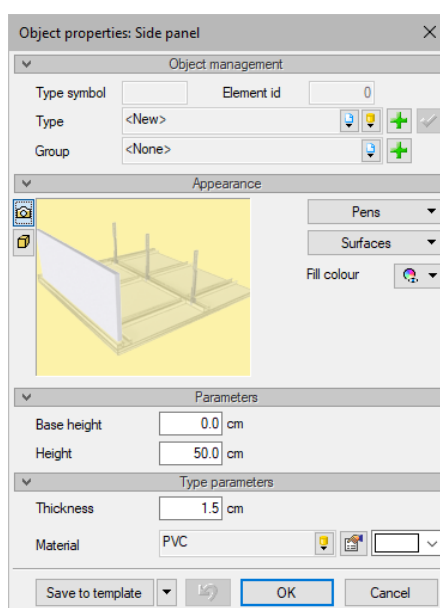 Object properties: Side panel
Object management
Type symbol Element id 0
Type <New>
Group <None>
Appearance
Pens
Surfaces
Fill colour
Parameters
Base height 0.0 cm
Height 50.0 cm
Type parameters
Thickness 1.5 cm
Material PVC
Save to template OK Cancel